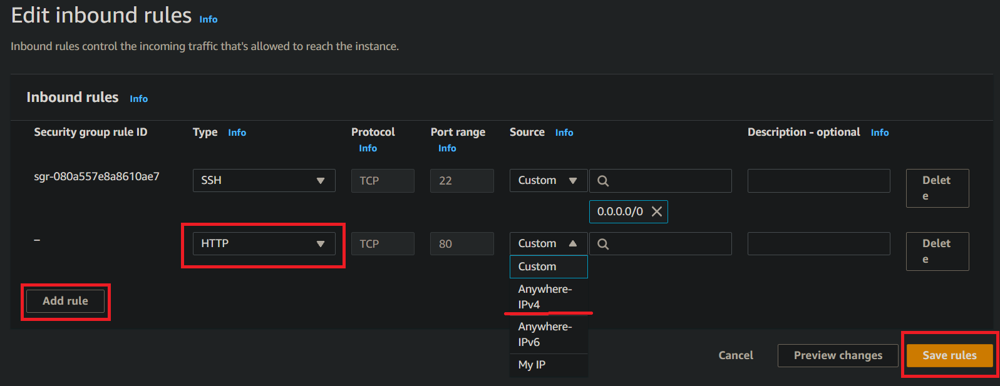 Edit inbound rules Info
Inbound rules control the incoming traffic that's allowed to reach the instance.
Inbound rules Info
Security group rule ID Type Info Protocol Info Port range Info Source Info Description - optional Info
sgr-080a557e8a8610ae7 SSH TCP 22 Custom Delete
0.0.0.0/0
– HTTP TCP 80 Custom Delete
Custom
Anywhere-
IPv4
Add rule
Anywhere-
IPv6
My IP
Cancel Preview changes Save rules